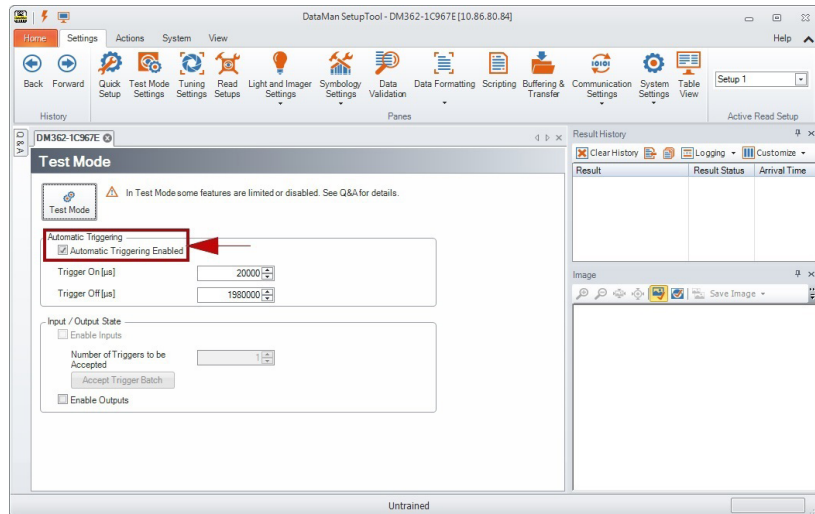 DataMan SetupTool - DM362-1C967E [10.86.80.84]
Home Settings Actions System View Help
Back Forward Quick Setup Test Mode Settings Tuning Settings Read Setups Light and Imager Settings Symbology Settings Data Validation Data Formatting Scripting Buffering & Transfer Communication Settings System Settings Table View Setup 1
History Panes Active Read Setup
Q & A
DM362-1C967E
Test Mode
Test Mode
In Test Mode some features are limited or disabled. See Q&A for details.
Automatic Triggering
Automatic Triggering Enabled
Trigger On [µs] 20000
Trigger Off [µs] 1980000
Input / Output State
Enable Inputs
Number of Triggers to be
Accepted
1
Accept Trigger Batch
Enable Outputs
Result History
Clear History Logging Customize
Result Result Status Arrival Time
Image
Save Image
Untrained